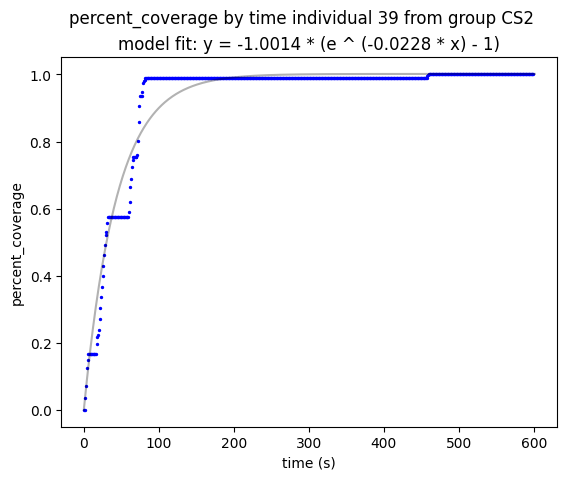 percent_coverage by time individual 39 from group CS2
model fit: y = -1.0014 * (e ^ (-0.0228 * x) - 1)
1.0
0.8
0.6
0.4
0.2
0.0
percent_coverage
0 100 200 300 400 500 600
time (s)